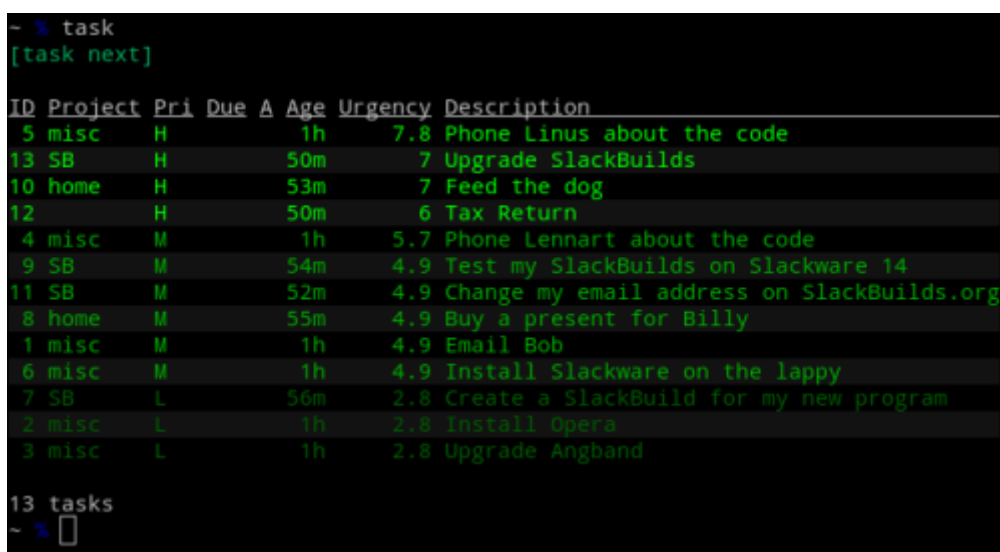 ~ % task
[task next]
ID Project Pri Due A Age Urgency Description
5 misc H 1h 7.8 Phone Linus about the code
13 SB H 50m 7 Upgrade SlackBuilds
10 home H 53m 7 Feed the dog
12 H 50m 6 Tax Return
4 misc M 1h 5.7 Phone Lennart about the code
9 SB M 54m 4.9 Test my SlackBuilds on Slackware 14
11 SB M 52m 4.9 Change my email address on SlackBuilds.org
8 home M 55m 4.9 Buy a present for Billy
1 misc M 1h 4.9 Email Bob
6 misc M 1h 4.9 Install Slackware on the lappy
7 SB L 56m 2.8 Create a SlackBuild for my new program
2 misc L 1h 2.8 Install Opera
3 misc L 1h 2.8 Upgrade Angband
13 tasks
~ %